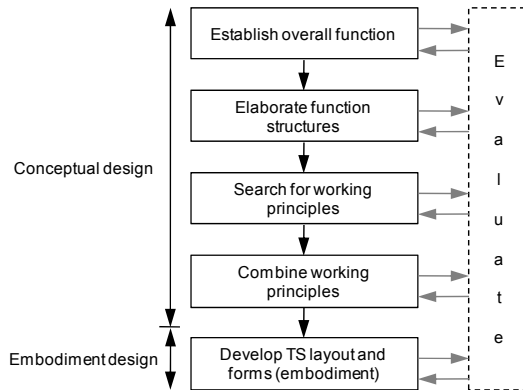 Establish overall function
Elaborate function
structures
Search for working
principles
Combine working
principles
Develop TS layout and
forms (embodiment)
Conceptual design
Embodiment design
E
v
a
l
u
a
t
e